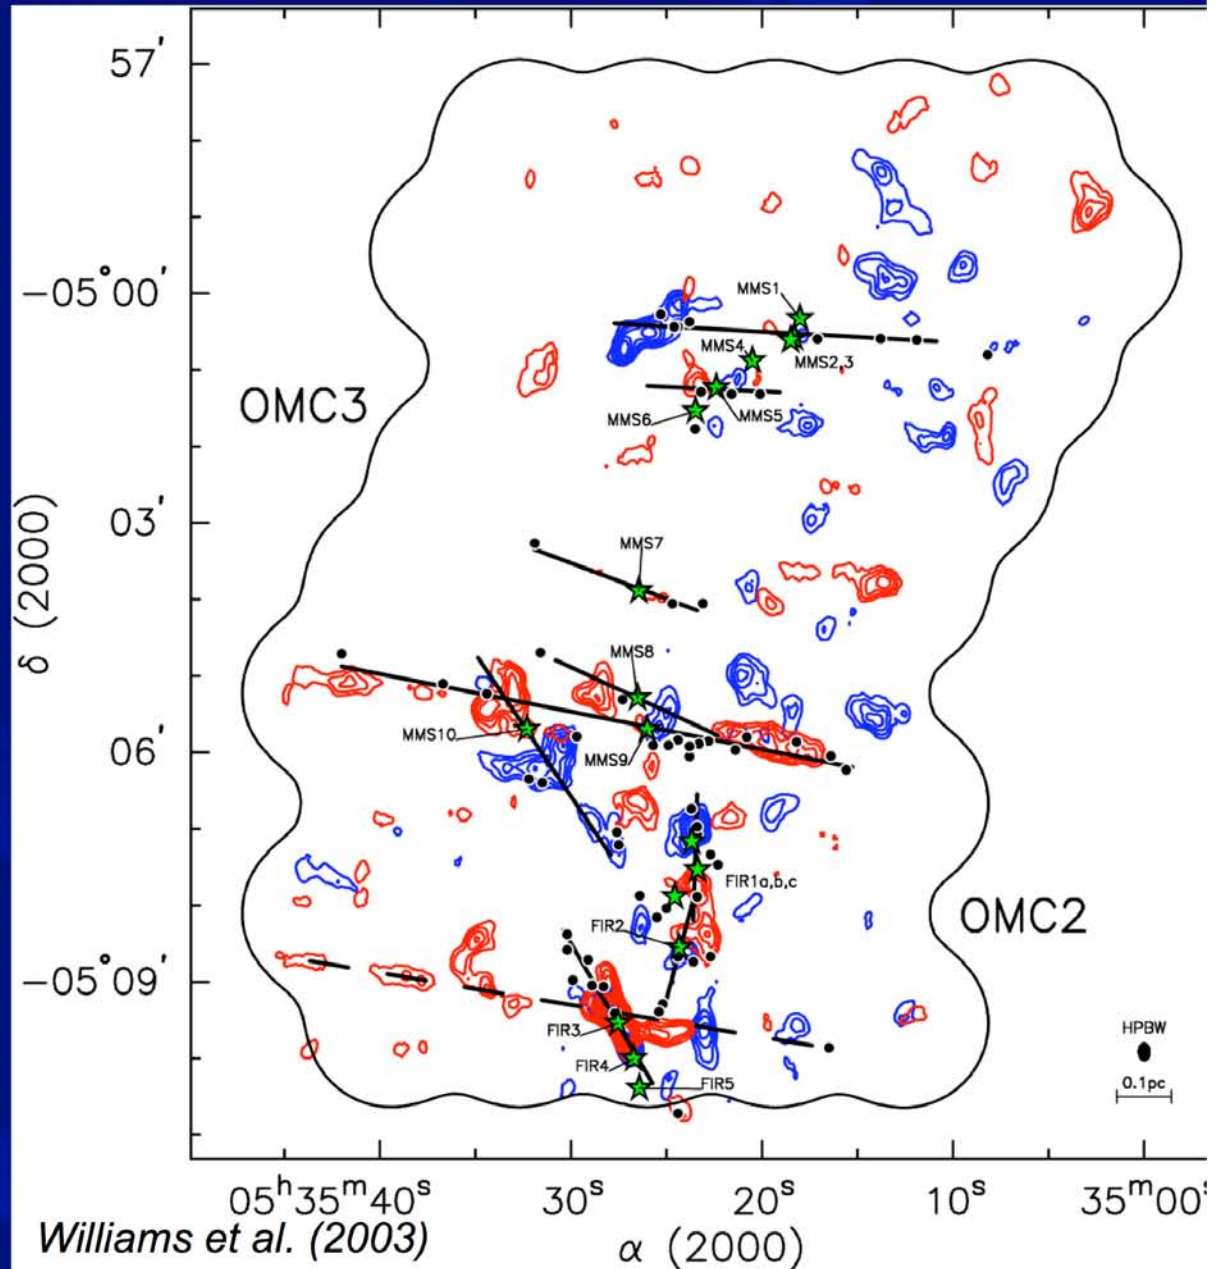 57'
−05°00'
03'
06'
−05°09'
δ (2000)
OMC3
OMC2
MMS1
MMS4
MMS2,3
MMS5
MMS6
MMS7
MMS8
MMS10
MMS9
FIR1a,b,c
FIR2
FIR3
FIR4
FIR5
HPBW
0.1pc
05ʰ35ᵐ40ˢ
30ˢ
20ˢ
10ˢ
35ᵐ00ˢ
Williams et al. (2003)
α (2000)